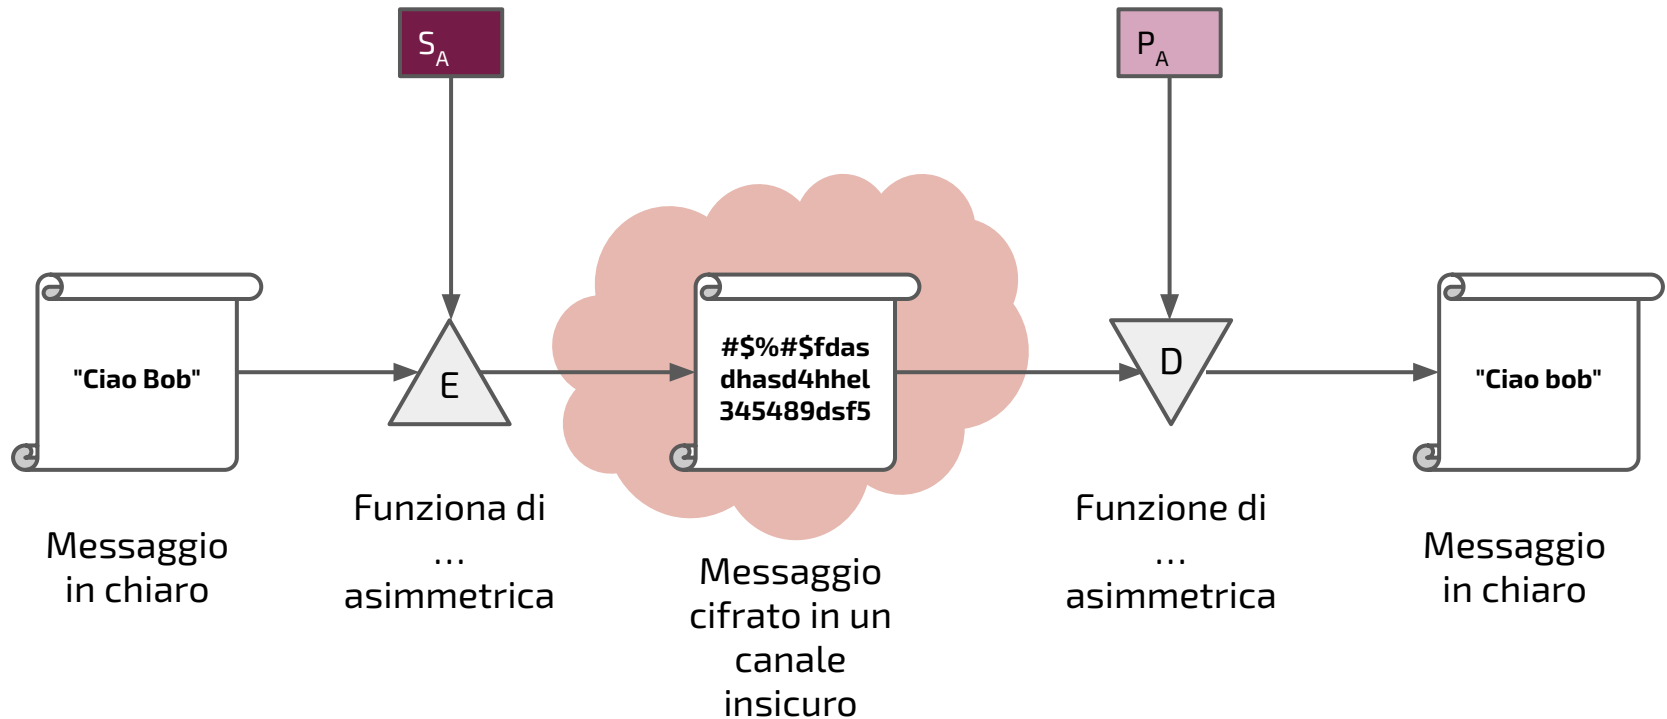 S_A
P_A
"Ciao Bob"
E
#$%#$fdas
dhasd4hhel
345489dsf5
D
"Ciao bob"
Messaggio
in chiaro
Funziona di
…
asimmetrica
Messaggio
cifrato in un
canale
insicuro
Funzione di
…
asimmetrica
Messaggio
in chiaro